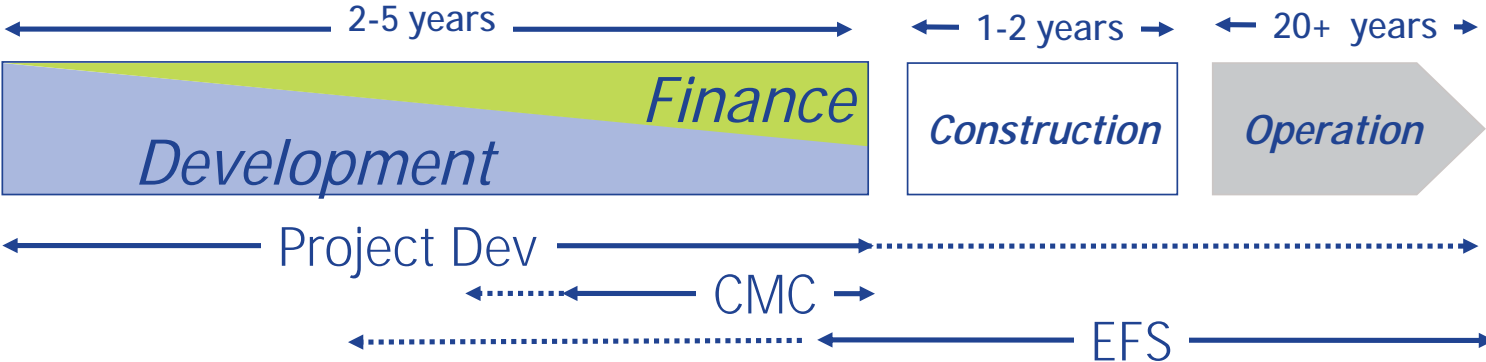 2-5 years
1-2 years
20+ years
Finance
Development
Construction
Operation
Project Dev
CMC
EFS